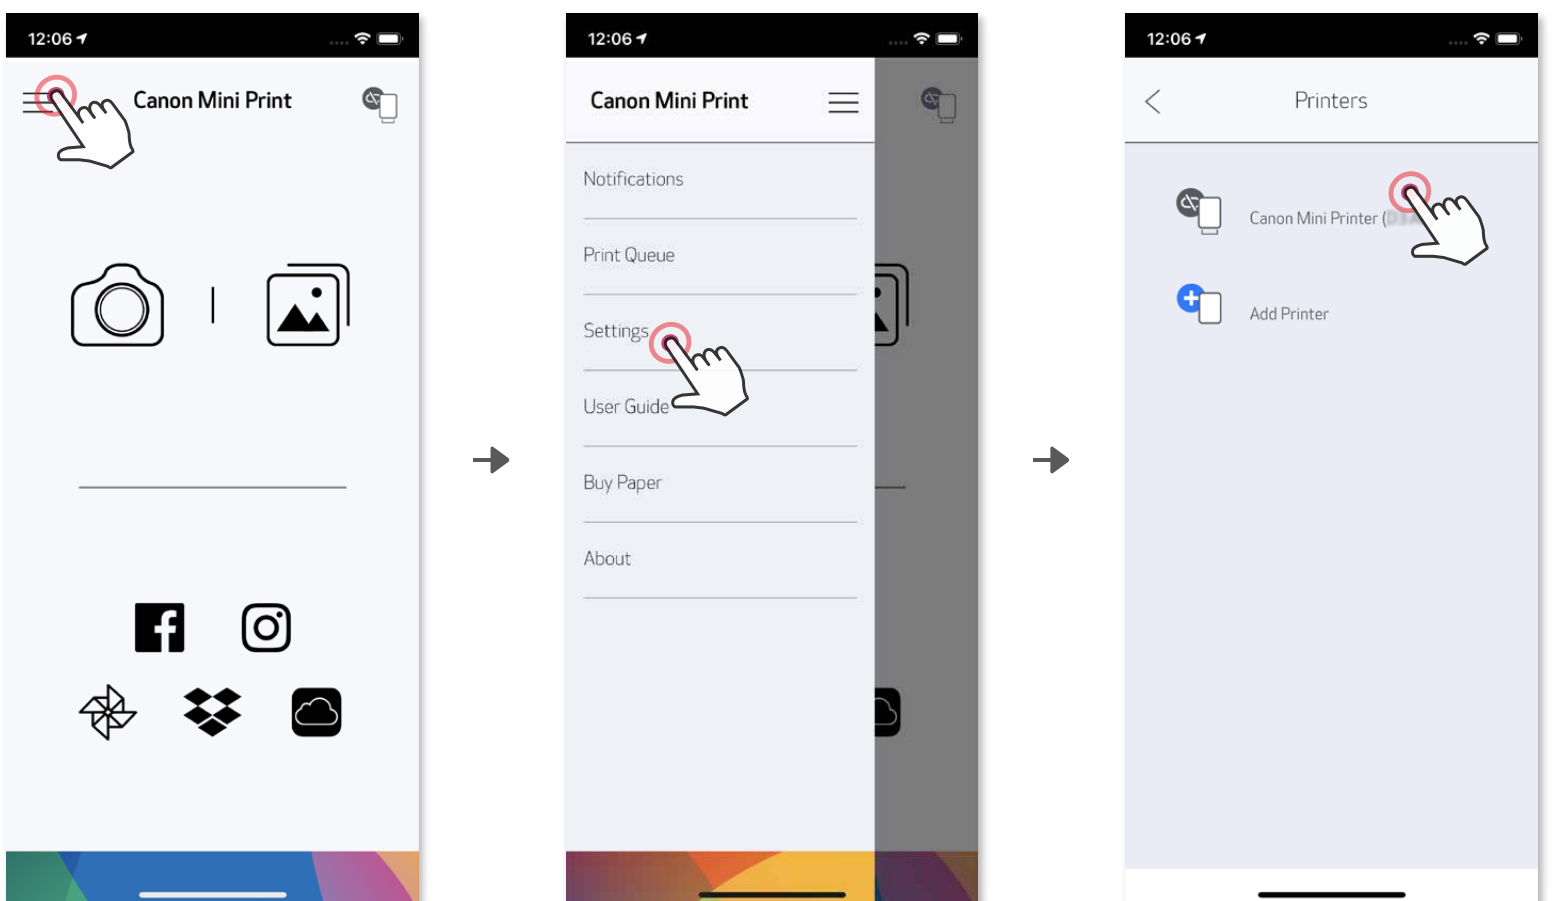 12:06
Canon Mini Print
12:06
Canon Mini Print
Notifications
Print Queue
Settings
User Guide
Buy Paper
About
12:06
Printers
Canon Mini Printer (
Add Printer